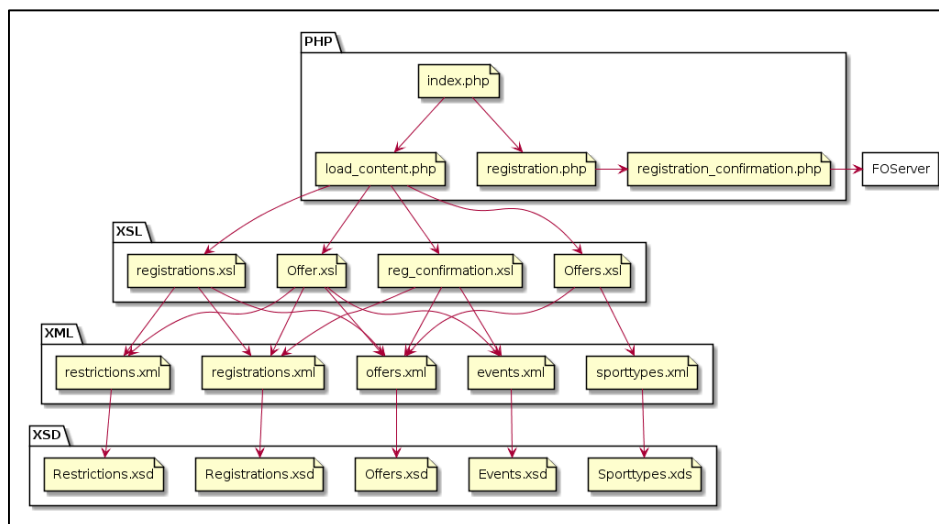 PHP
index.php
load_content.php
registration.php
registration_confirmation.php
FOServer
XSL
registrations.xsl
Offer.xsl
reg_confirmation.xsl
Offers.xsl
XML
restrictions.xml
registrations.xml
offers.xml
events.xml
sporttypes.xml
XSD
Restrictions.xsd
Registrations.xsd
Offers.xsd
Events.xsd
Sporttypes.xds